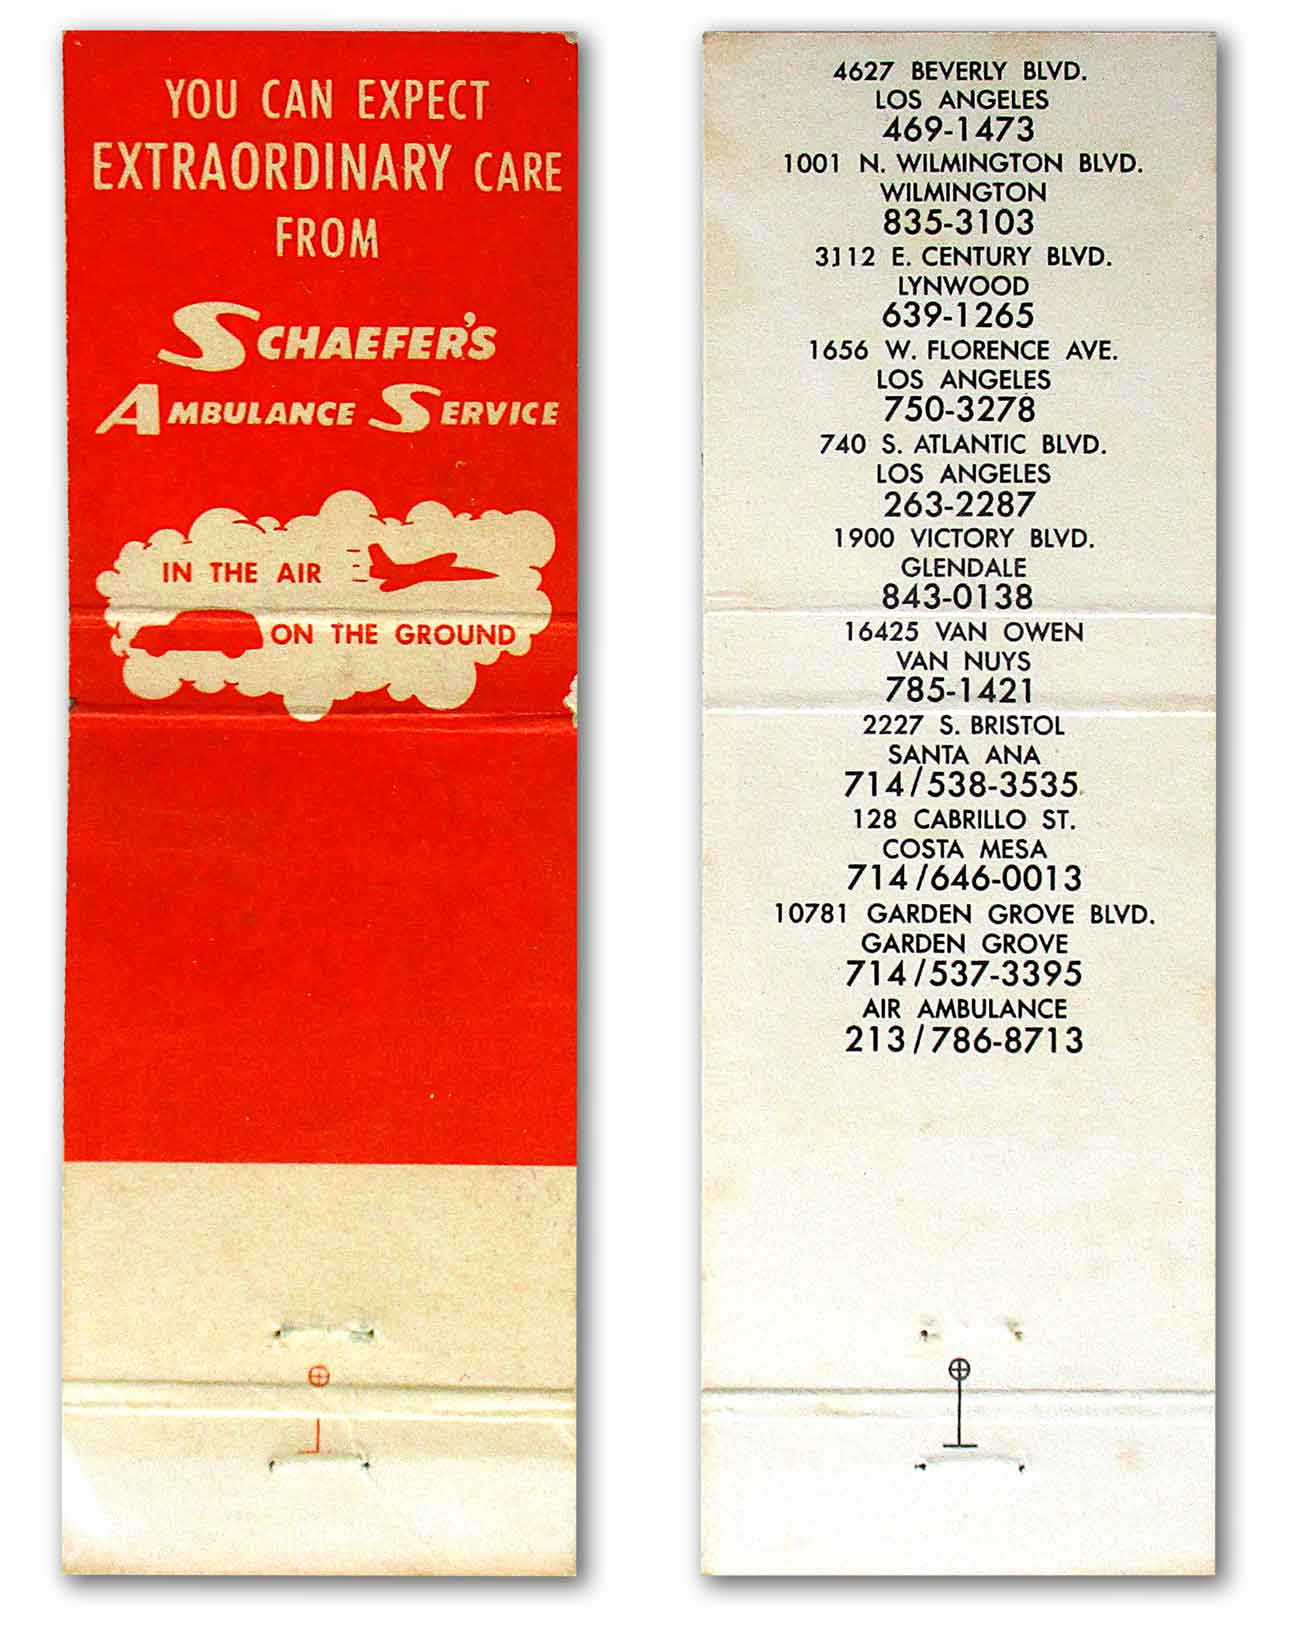 YOU CAN EXPECT
EXTRAORDINARY CARE
FROM
SCHAEFER'S
AMBULANCE SERVICE
IN THE AIR
ON THE GROUND
4627 BEVERLY BLVD.
LOS ANGELES
469-1473
1001 N. WILMINGTON BLVD.
WILMINGTON
835-3103
3112 E. CENTURY BLVD.
LYNWOOD
639-1265
1656 W. FLORENCE AVE.
LOS ANGELES
750-3278
740 S. ATLANTIC BLVD.
LOS ANGELES
263-2287
1900 VICTORY BLVD.
GLENDALE
843-0138
16425 VAN OWEN
VAN NUYS
785-1421
2227 S. BRISTOL
SANTA ANA
714/538-3535
128 CABRILLO ST.
COSTA MESA
714/646-0013
10781 GARDEN GROVE BLVD.
GARDEN GROVE
714/537-3395
AIR AMBULANCE
213/786-8713